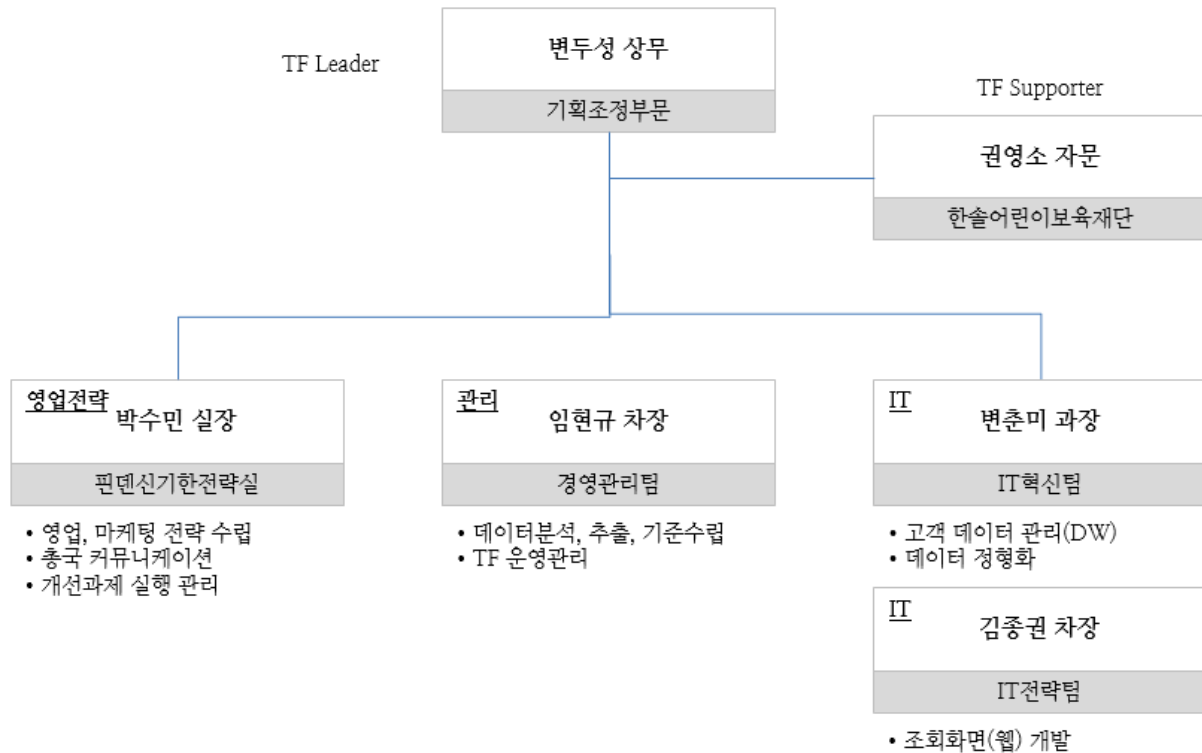 TF Leader
변두성 상무
기획조정부문
TF Supporter
권영소 자문
한솔어린이보육재단
영업전략
박수민 실장
핀덴신기한전략실
• 영업, 마케팅 전략 수립
• 총국 커뮤니케이션
• 개선과제 실행 관리
관리
임현규 차장
경영관리팀
• 데이터분석, 추출, 기준수립
• TF 운영관리
IT
변춘미 과장
IT혁신팀
• 고객 데이터 관리(DW)
• 데이터 정형화
IT
김종권 차장
IT전략팀
• 조회화면(웹) 개발